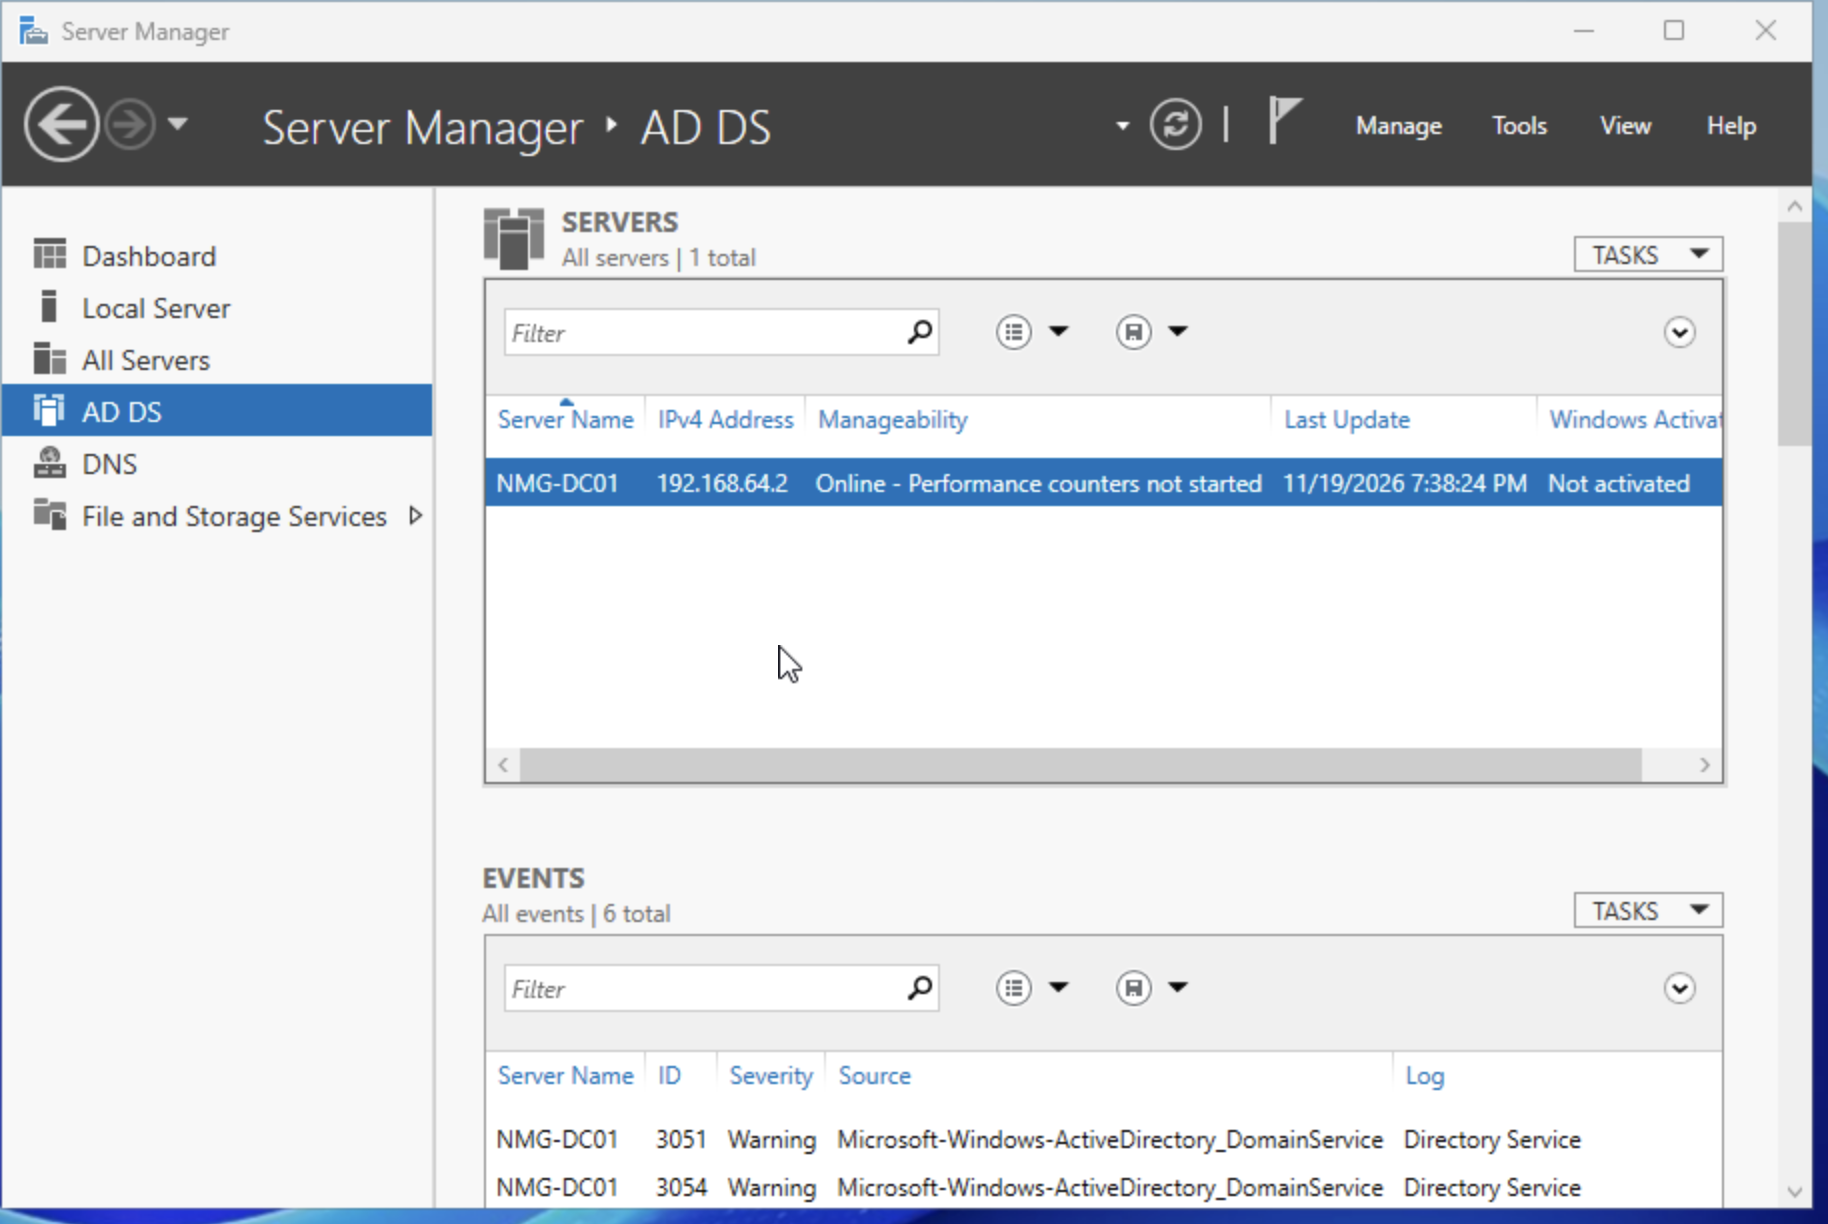 Server Manager
Server Manager ‣ AD DS
Manage Tools View Help
Dashboard
Local Server
All Servers
AD DS
DNS
File and Storage Services
SERVERS
All servers | 1 total
TASKS
Filter
Server Name IPv4 Address Manageability Last Update Windows Activat
NMG-DC01 192.168.64.2 Online - Performance counters not started 11/19/2026 7:38:24 PM Not activated
EVENTS
All events | 6 total
TASKS
Filter
Server Name ID Severity Source Log
NMG-DC01 3051 Warning Microsoft-Windows-ActiveDirectory_DomainService Directory Service
NMG-DC01 3054 Warning Microsoft-Windows-ActiveDirectory_DomainService Directory Service